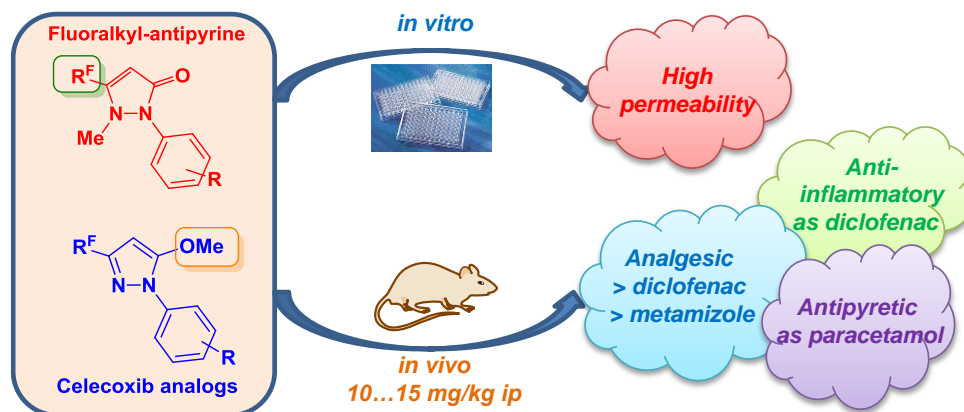 Fluoralkyl-antipyrine
R^F
O
N
N
Me
R
R^F
OMe
N
N
R
Celecoxib analogs
in vitro
in vivo
10...15 mg/kg ip
High
permeability
Anti-
inflammatory
as diclofenac
Analgesic
> diclofenac
> metamizole
Antipyretic
as paracetamol